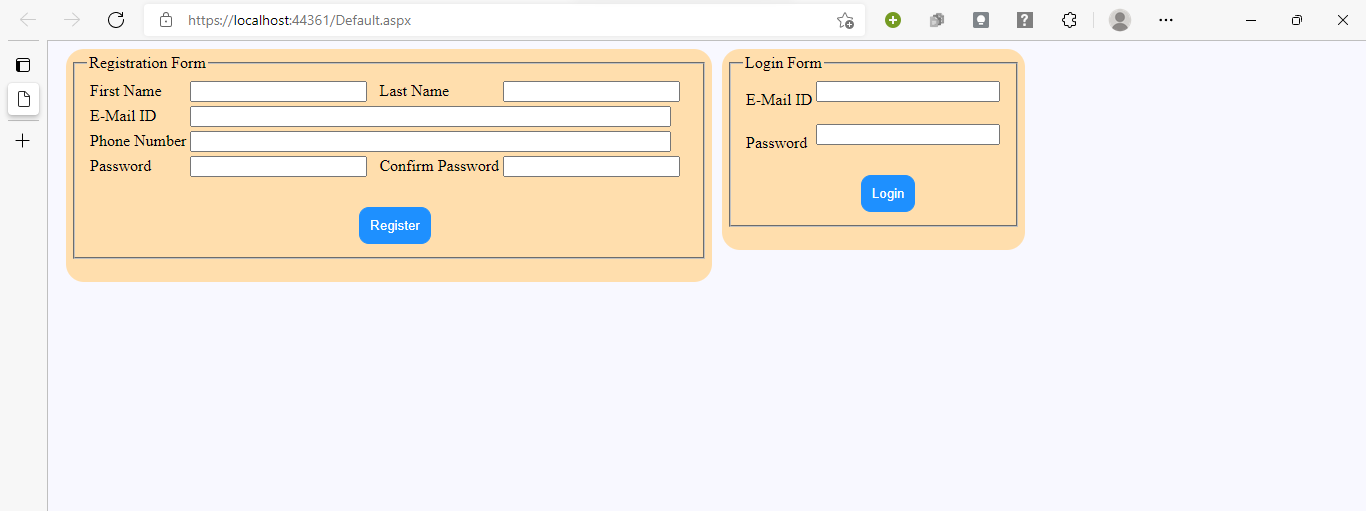 https://localhost:44361/Default.aspx
Registration Form
First Name Last Name
E-Mail ID
Phone Number
Password Confirm Password
Register
Login Form
E-Mail ID
Password
Login